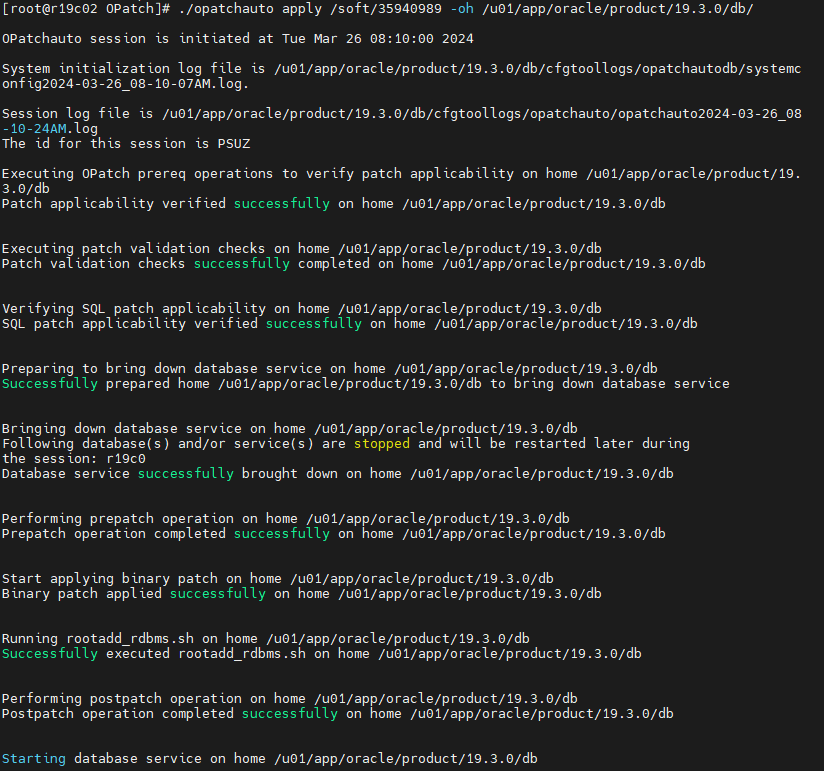 [root@r19c02 OPatch]# ./opatchauto apply /soft/35940989 -oh /u01/app/oracle/product/19.3.0/db/
OPatchauto session is initiated at Tue Mar 26 08:10:00 2024
System initialization log file is /u01/app/oracle/product/19.3.0/db/cfgtoollogs/opatchautodb/systemc
onfig2024-03-26_08-10-07AM.log.
Session log file is /u01/app/oracle/product/19.3.0/db/cfgtoollogs/opatchauto/opatchauto2024-03-26_08
-10-24AM.log
The id for this session is PSUZ
Executing OPatch prereq operations to verify patch applicability on home /u01/app/oracle/product/19.
3.0/db
Patch applicability verified successfully on home /u01/app/oracle/product/19.3.0/db
Executing patch validation checks on home /u01/app/oracle/product/19.3.0/db
Patch validation checks successfully completed on home /u01/app/oracle/product/19.3.0/db
Verifying SQL patch applicability on home /u01/app/oracle/product/19.3.0/db
SQL patch applicability verified successfully on home /u01/app/oracle/product/19.3.0/db
Preparing to bring down database service on home /u01/app/oracle/product/19.3.0/db
Successfully prepared home /u01/app/oracle/product/19.3.0/db to bring down database service
Bringing down database service on home /u01/app/oracle/product/19.3.0/db
Following database(s) and/or service(s) are stopped and will be restarted later during
the session: r19c0
Database service successfully brought down on home /u01/app/oracle/product/19.3.0/db
Performing prepatch operation on home /u01/app/oracle/product/19.3.0/db
Prepatch operation completed successfully on home /u01/app/oracle/product/19.3.0/db
Start applying binary patch on home /u01/app/oracle/product/19.3.0/db
Binary patch applied successfully on home /u01/app/oracle/product/19.3.0/db
Running rootadd_rdbms.sh on home /u01/app/oracle/product/19.3.0/db
Successfully executed rootadd_rdbms.sh on home /u01/app/oracle/product/19.3.0/db
Performing postpatch operation on home /u01/app/oracle/product/19.3.0/db
Postpatch operation completed successfully on home /u01/app/oracle/product/19.3.0/db
Starting database service on home /u01/app/oracle/product/19.3.0/db